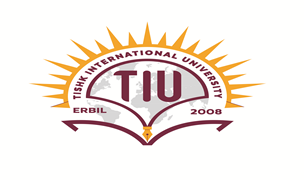 TISHK INTERNATIONAL UNIVERSITY
TIU
ERBIL 2008